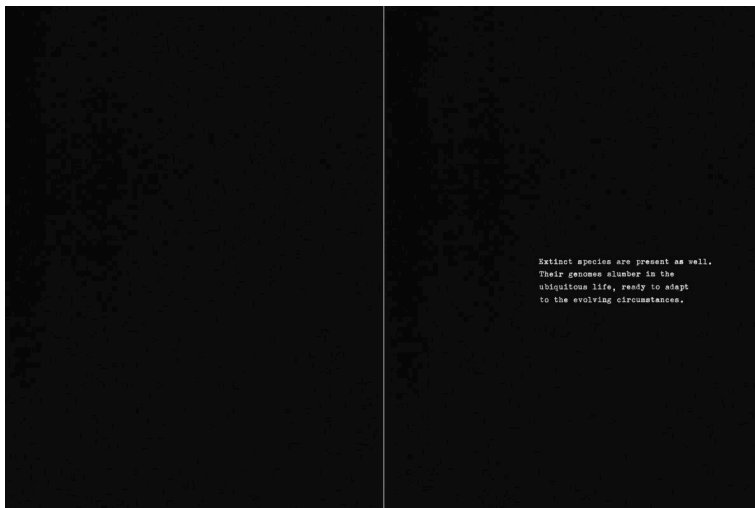 Extinct species are present as well.
Their genomes slumber in the
ubiquitous life, ready to adapt
to the evolving circumstances.